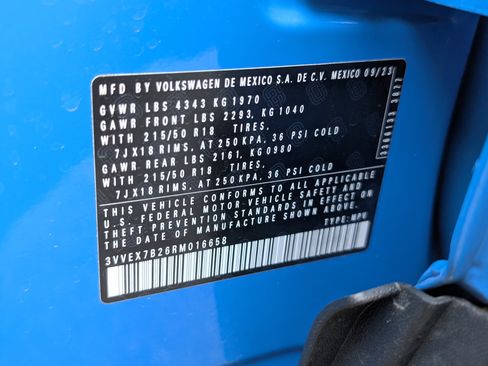 MFD BY VOLKSWAGEN DE MEXICO S.A. DE C.V. MEXICO 09/23
GVWR LBS 4343 KG 1970
GAWR FRONT LBS 2293, KG 1040
WITH 215/50 R18 TIRES,
7JX18 RIMS, AT 250 KPA, 36 PSI COLD
GAWR REAR LBS 2161, KG 0980
WITH 215/50 R18 TIRES,
7JX18 RIMS, AT 250 KPA, 36 PSI COLD
THIS VEHICLE CONFORMS TO ALL APPLICABLE
U.S. FEDERAL MOTOR VEHICLE SAFETY AND
THEFT PREVENTION STANDARDS IN EFFECT ON
THE DATE OF MANUFACTURE SHOWN ABOVE.
3VVEX7B26RM016658
TYPE: MPV